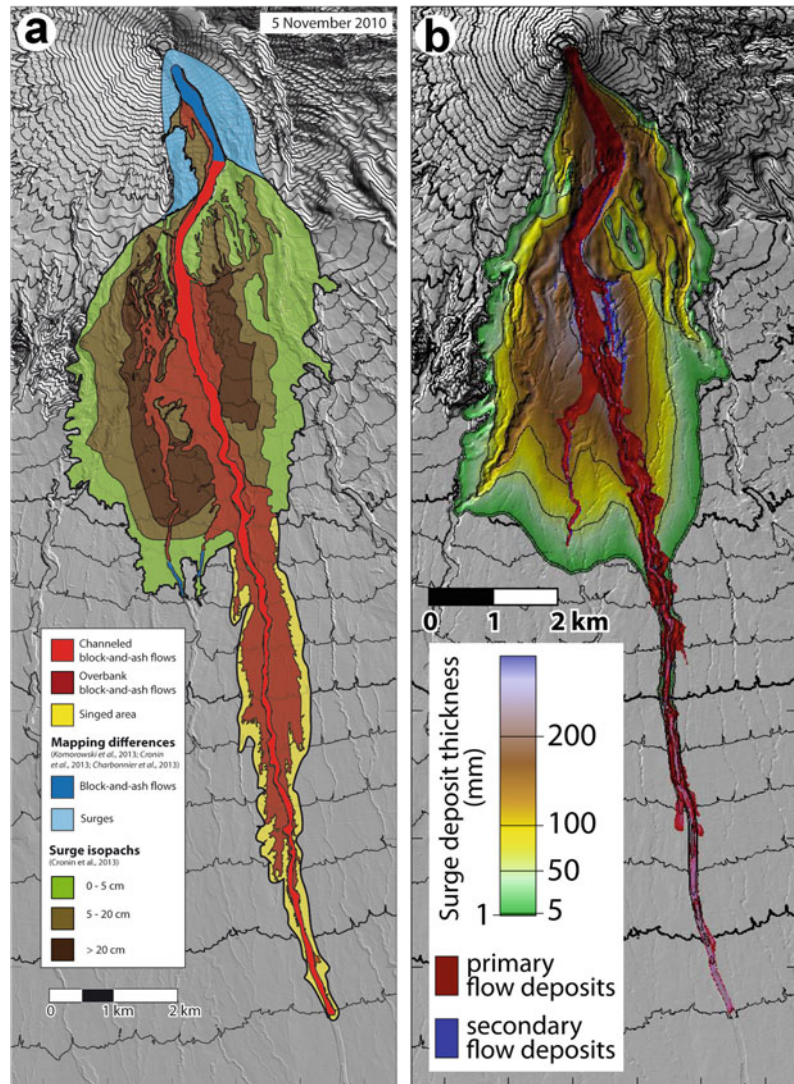 a
5 November 2010
Channeled
block-and-ash flows
Overbank
block-and-ash flows
Singed area
Mapping differences
(Komorowski et al., 2013; Cronin
et al., 2013; Charbonnier et al., 2013)
Block-and-ash flows
Surges
Surge isopachs
(Cronin et al., 2013)
0 - 5 cm
5 - 20 cm
> 20 cm
0 1 km 2 km
b
0 1 2 km
Surge deposit thickness
(mm)
200
100
50
1 5
primary
flow deposits
secondary
flow deposits